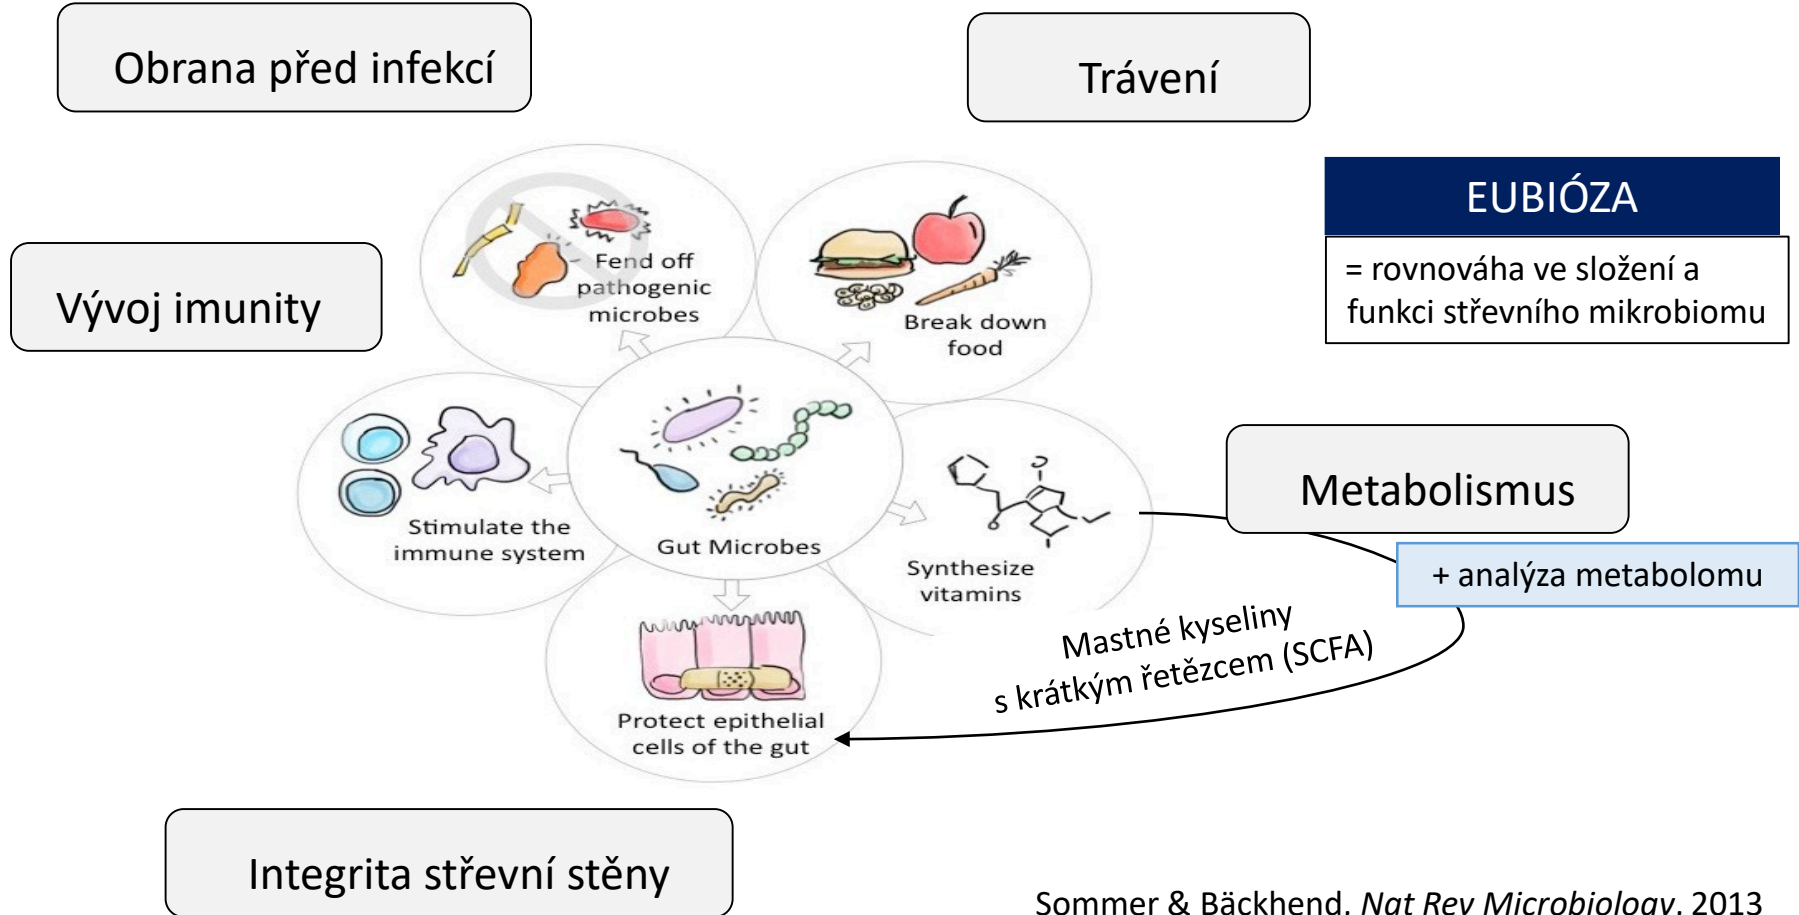 Obrana před infekcí
Trávení
EUBIÓZA
= rovnováha ve složení a
funkci střevního mikrobiomu
Vývoj imunity
Fend off
pathogenic
microbes
Break down
food
Stimulate the
immune system
Gut Microbes
Synthesize
vitamins
Metabolismus
+ analýza metabolomu
Mastné kyseliny
s krátkým řetězcem (SCFA)
Protect epithelial
cells of the gut
Integrita střevní stěny
Sommer & Bäckhend, Nat Rev Microbiology, 2013